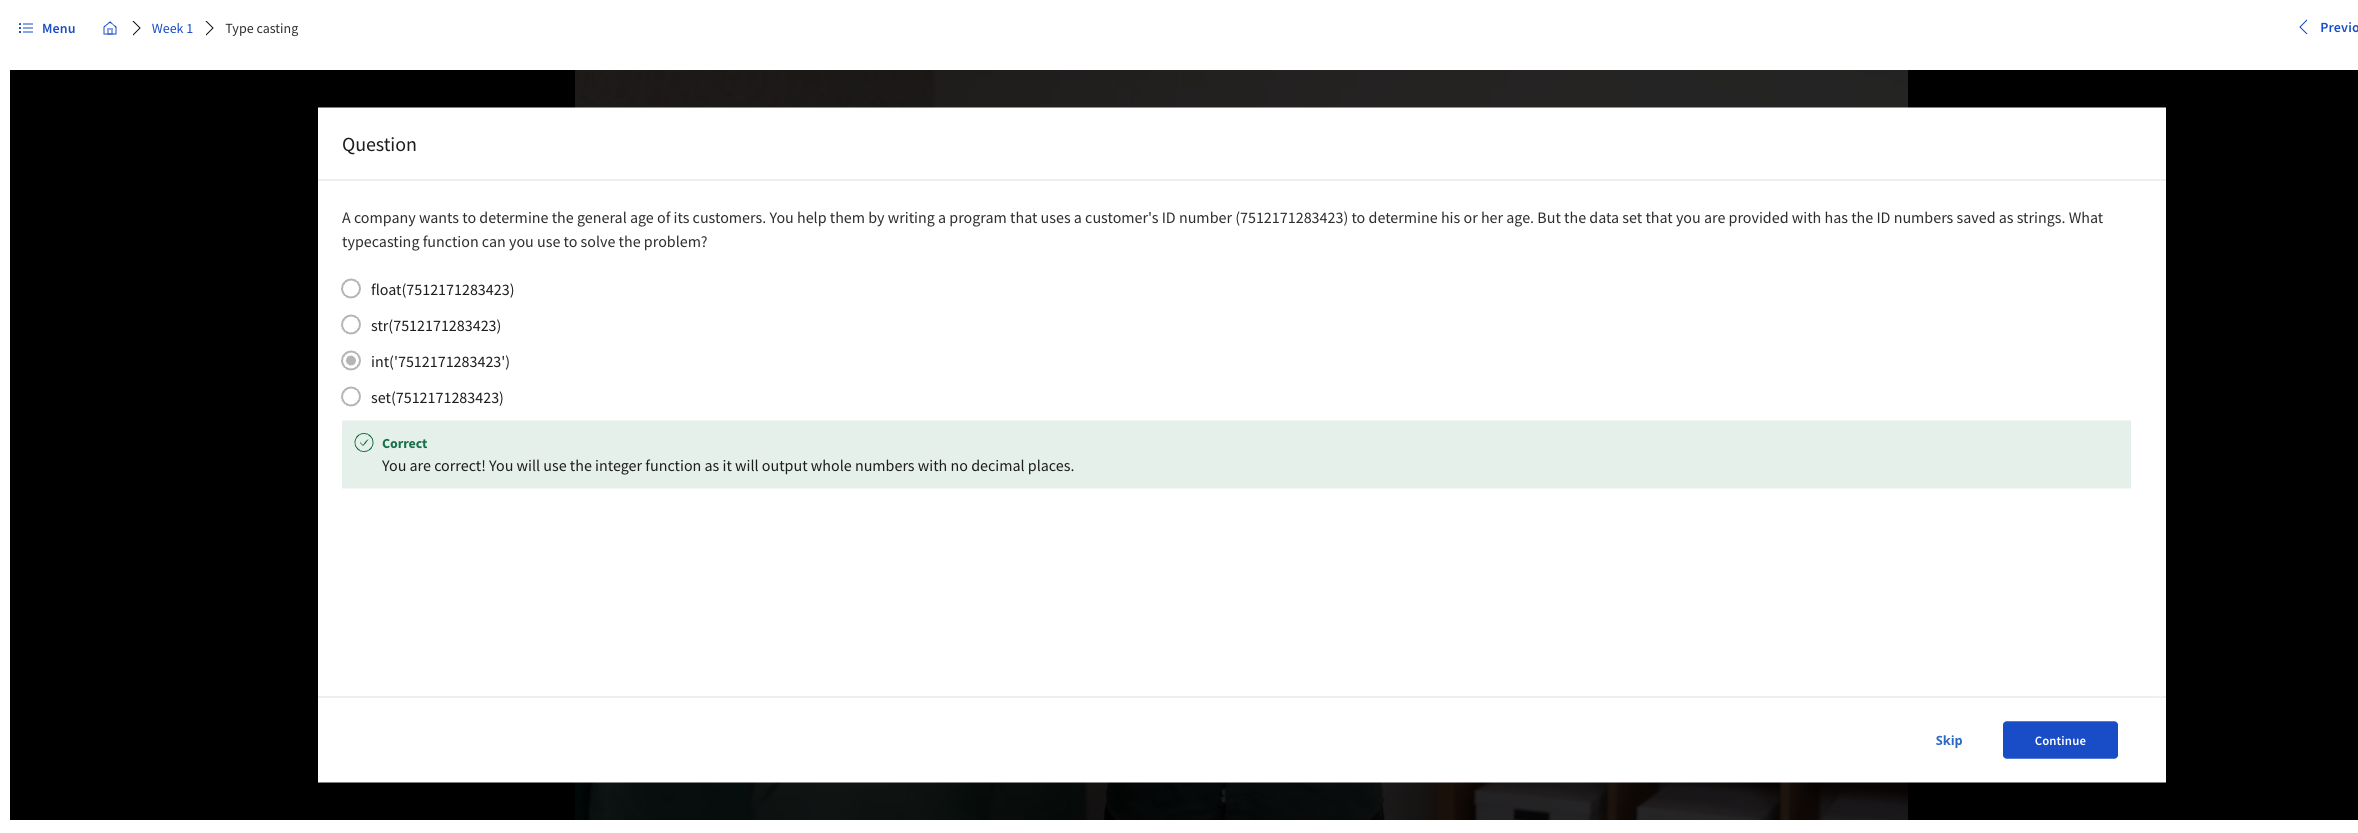 Menu
Week 1
Type casting
Previo
Question
A company wants to determine the general age of its customers. You help them by writing a program that uses a customer's ID number (7512171283423) to determine his or her age. But the data set that you are provided with has the ID numbers saved as strings. What
typecasting function can you use to solve the problem?
float(7512171283423)
str(7512171283423)
int('7512171283423')
set(7512171283423)
Correct
You are correct! You will use the integer function as it will output whole numbers with no decimal places.
Skip
Continue